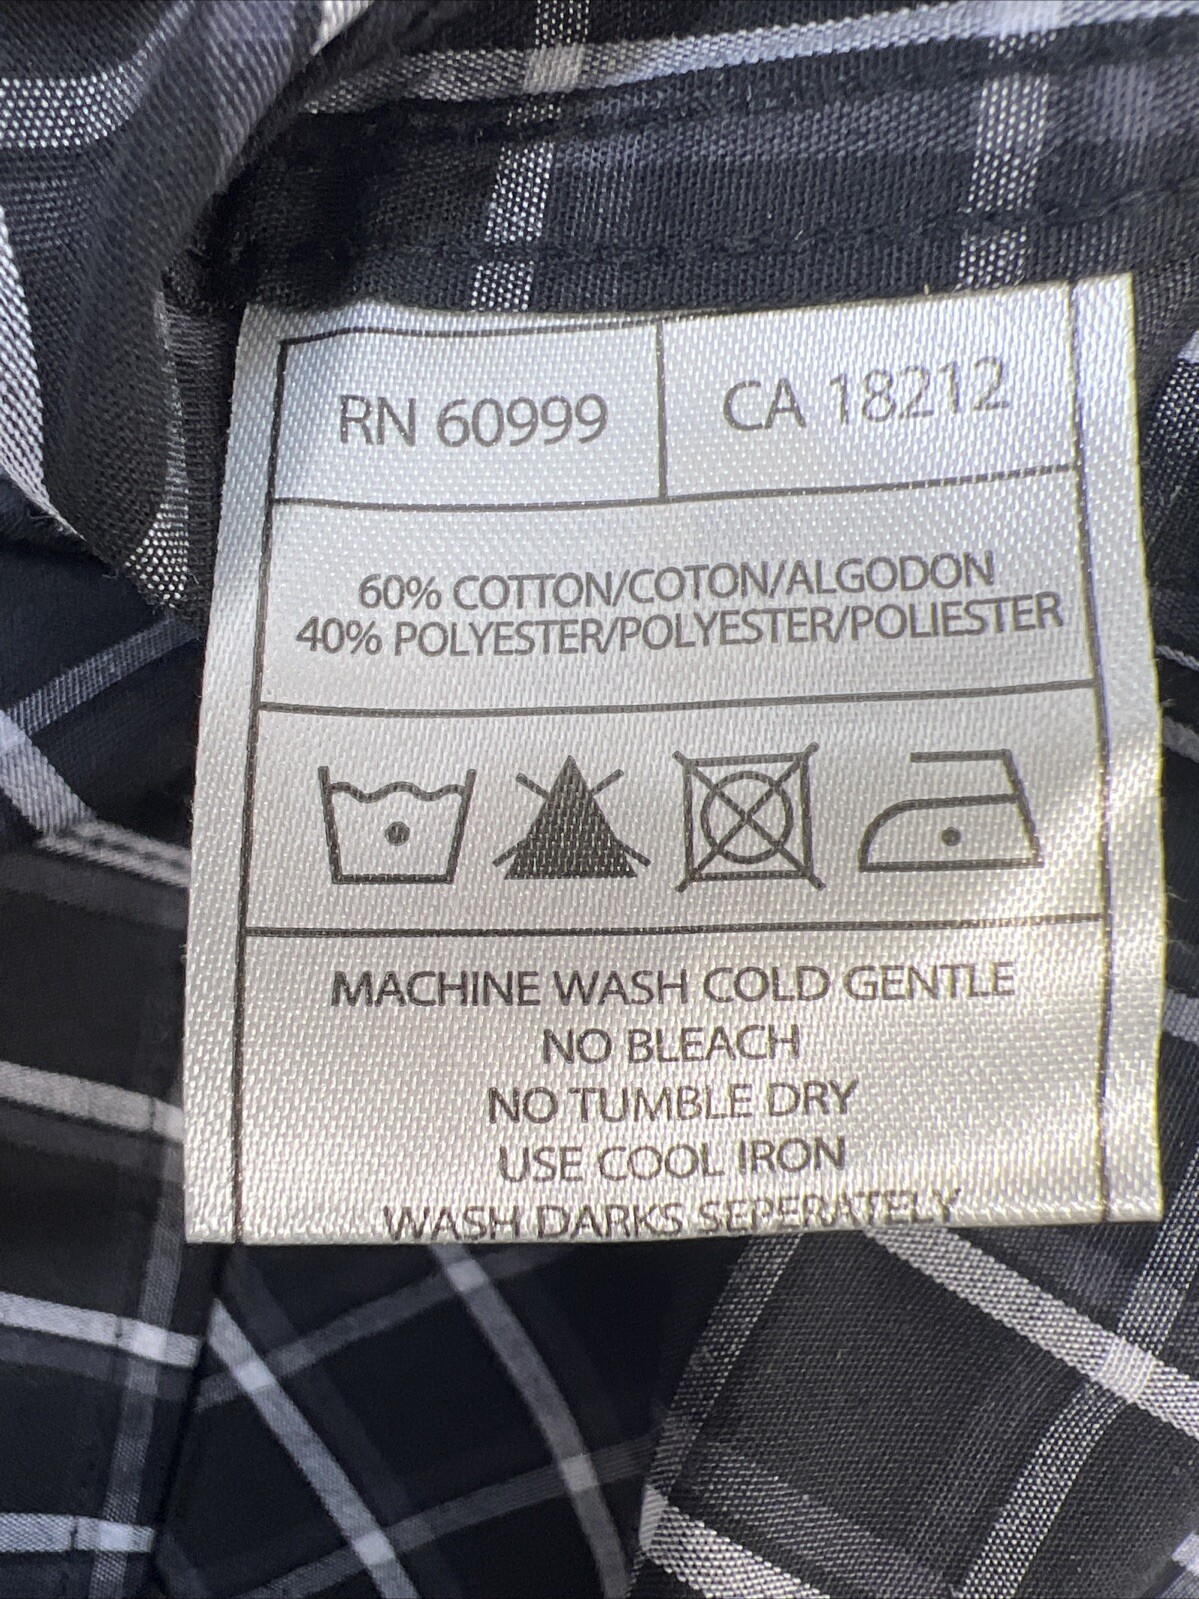 RN 60999
CA 18212
60% COTTON/COTON/ALGODON
40% POLYESTER/POLYESTER/POLIESTER
MACHINE WASH COLD GENTLE
NO BLEACH
NO TUMBLE DRY
USE COOL IRON
WASH DARKS SEPERATELY